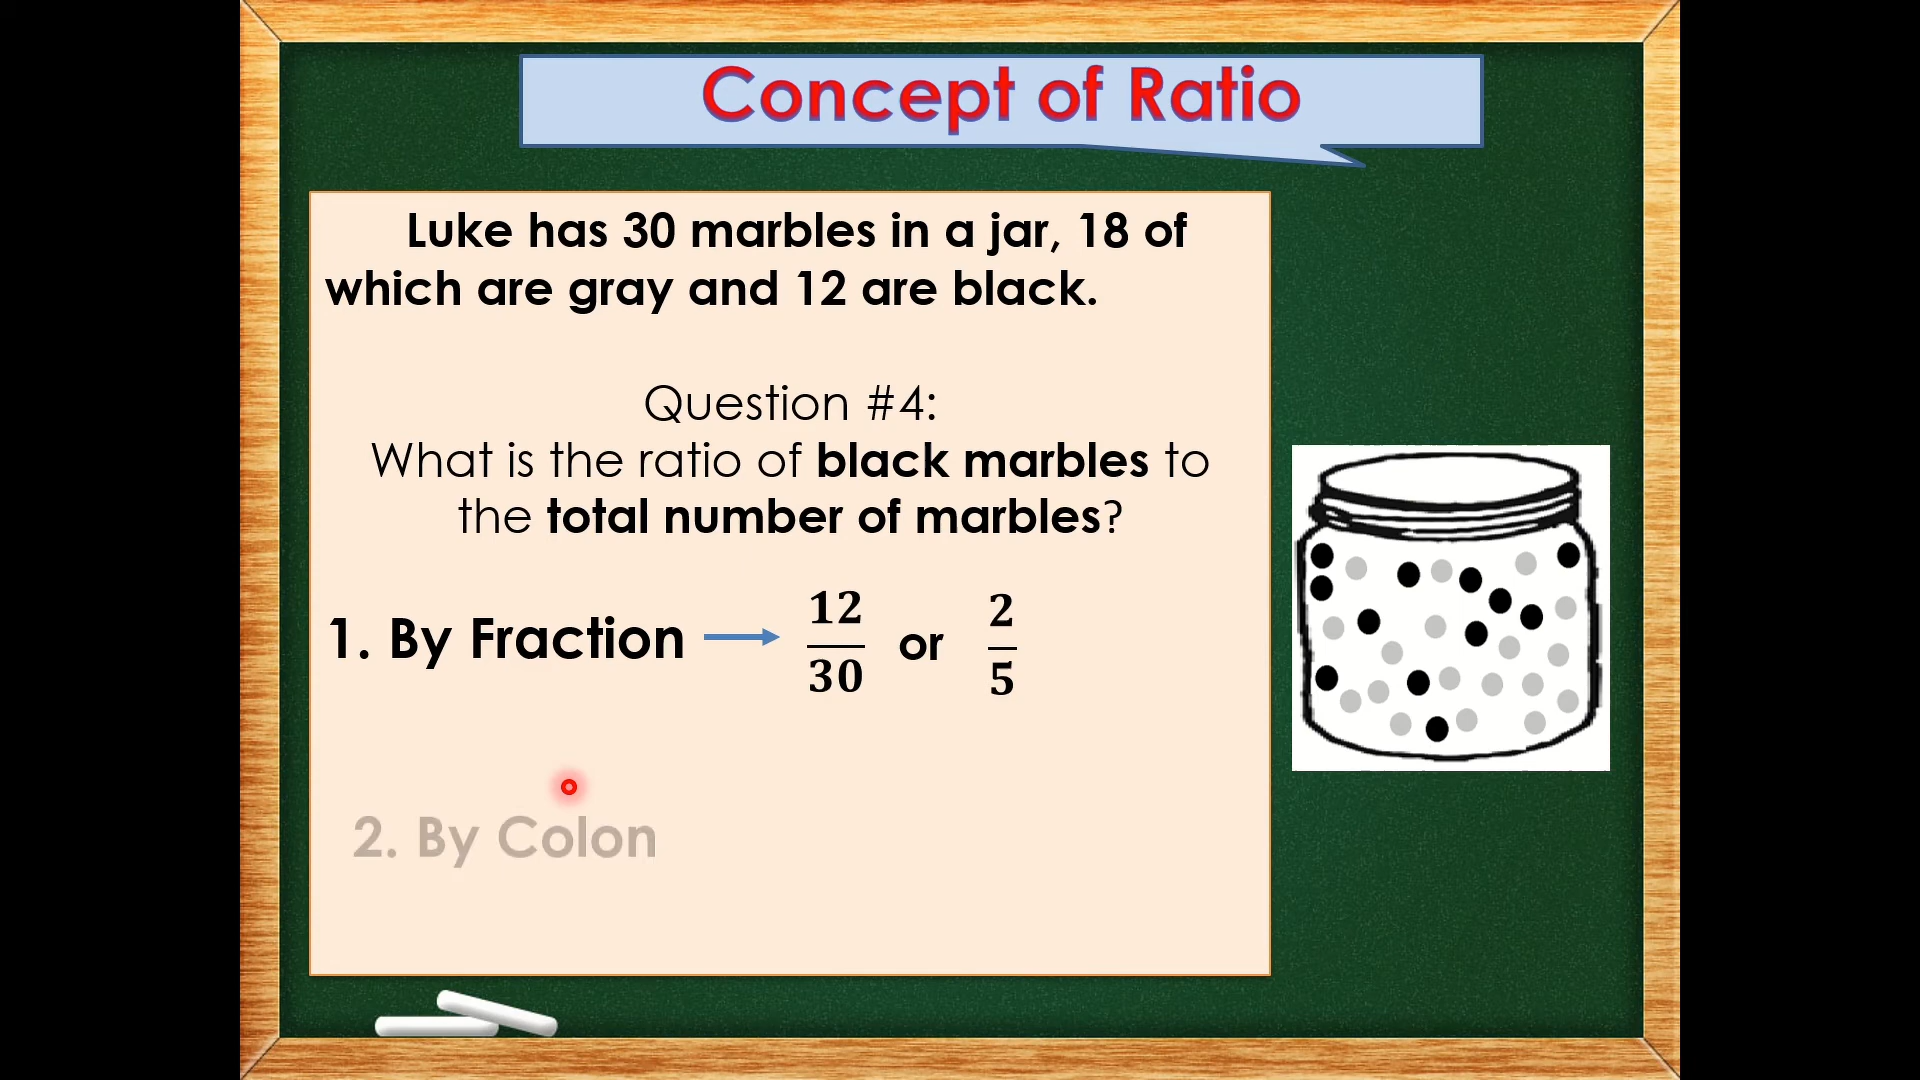 Concept of Ratio
Luke has 30 marbles in a jar, 18 of
which are gray and 12 are black.
Question #4:
What is the ratio of black marbles to
the total number of marbles?
1. By Fraction 12/30 or 2/5
2. By Colon